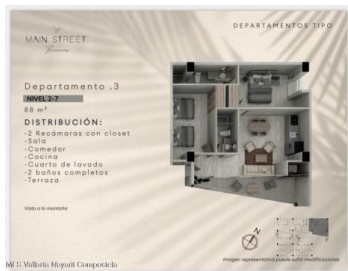 DEPARTAMENTOS TIPO
MAIN STREET
Departamento .3
NIVEL 2-7
88 m²
DISTRIBUCIÓN:
-2 Recámaras con closet
-Sala
-Comedor
-Cocina
-Cuarto de lavado
-2 baños completos
-Terraza
Vista a la montaña
N
Imagen representativa puede sufrir modificaciones
MLS Vallarta Nayarit Compostela